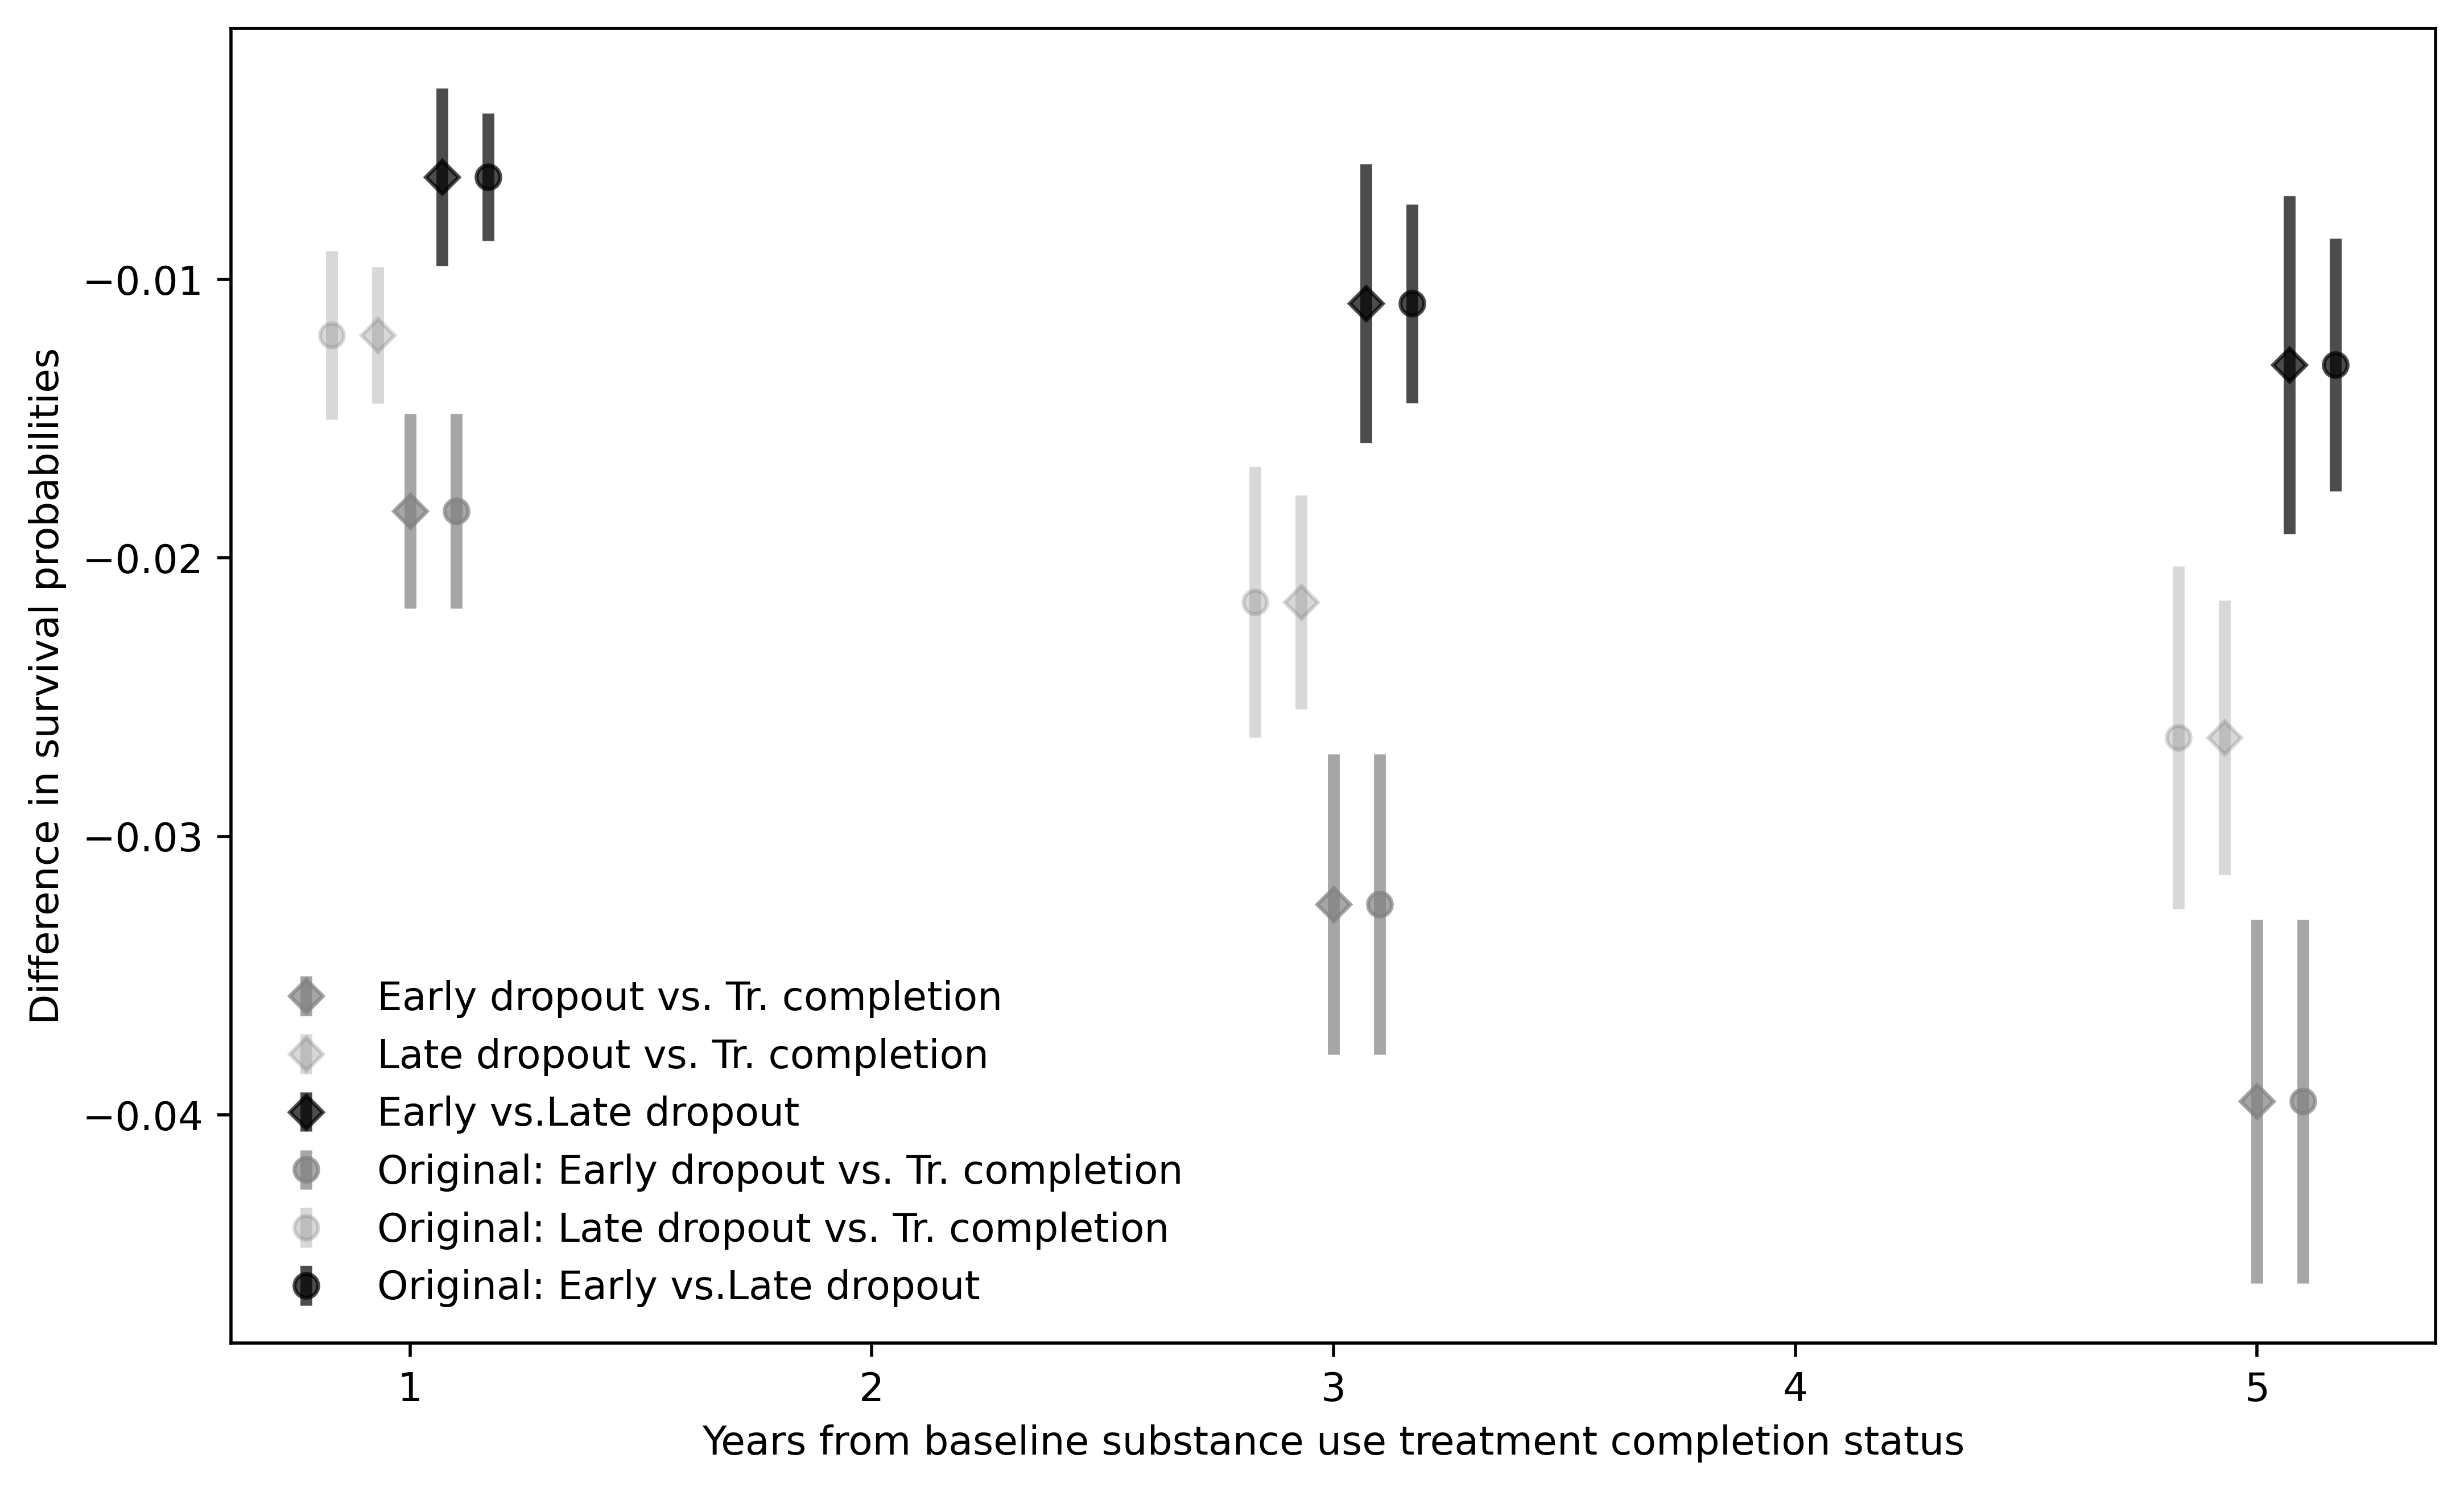 Difference in survival probabilities
−0.01
−0.02
−0.03
−0.04
Early dropout vs. Tr. completion
Late dropout vs. Tr. completion
Early vs.Late dropout
Original: Early dropout vs. Tr. completion
Original: Late dropout vs. Tr. completion
Original: Early vs.Late dropout
1 2 3 4 5
Years from baseline substance use treatment completion status